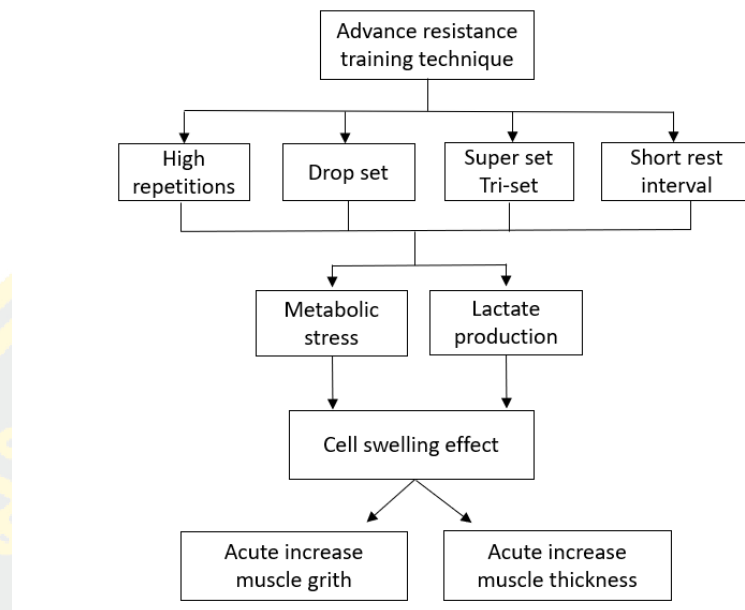 Advance resistance
training technique
High
repetitions
Drop set
Super set
Tri-set
Short rest
interval
Metabolic
stress
Lactate
production
Cell swelling effect
Acute increase
muscle grith
Acute increase
muscle thickness